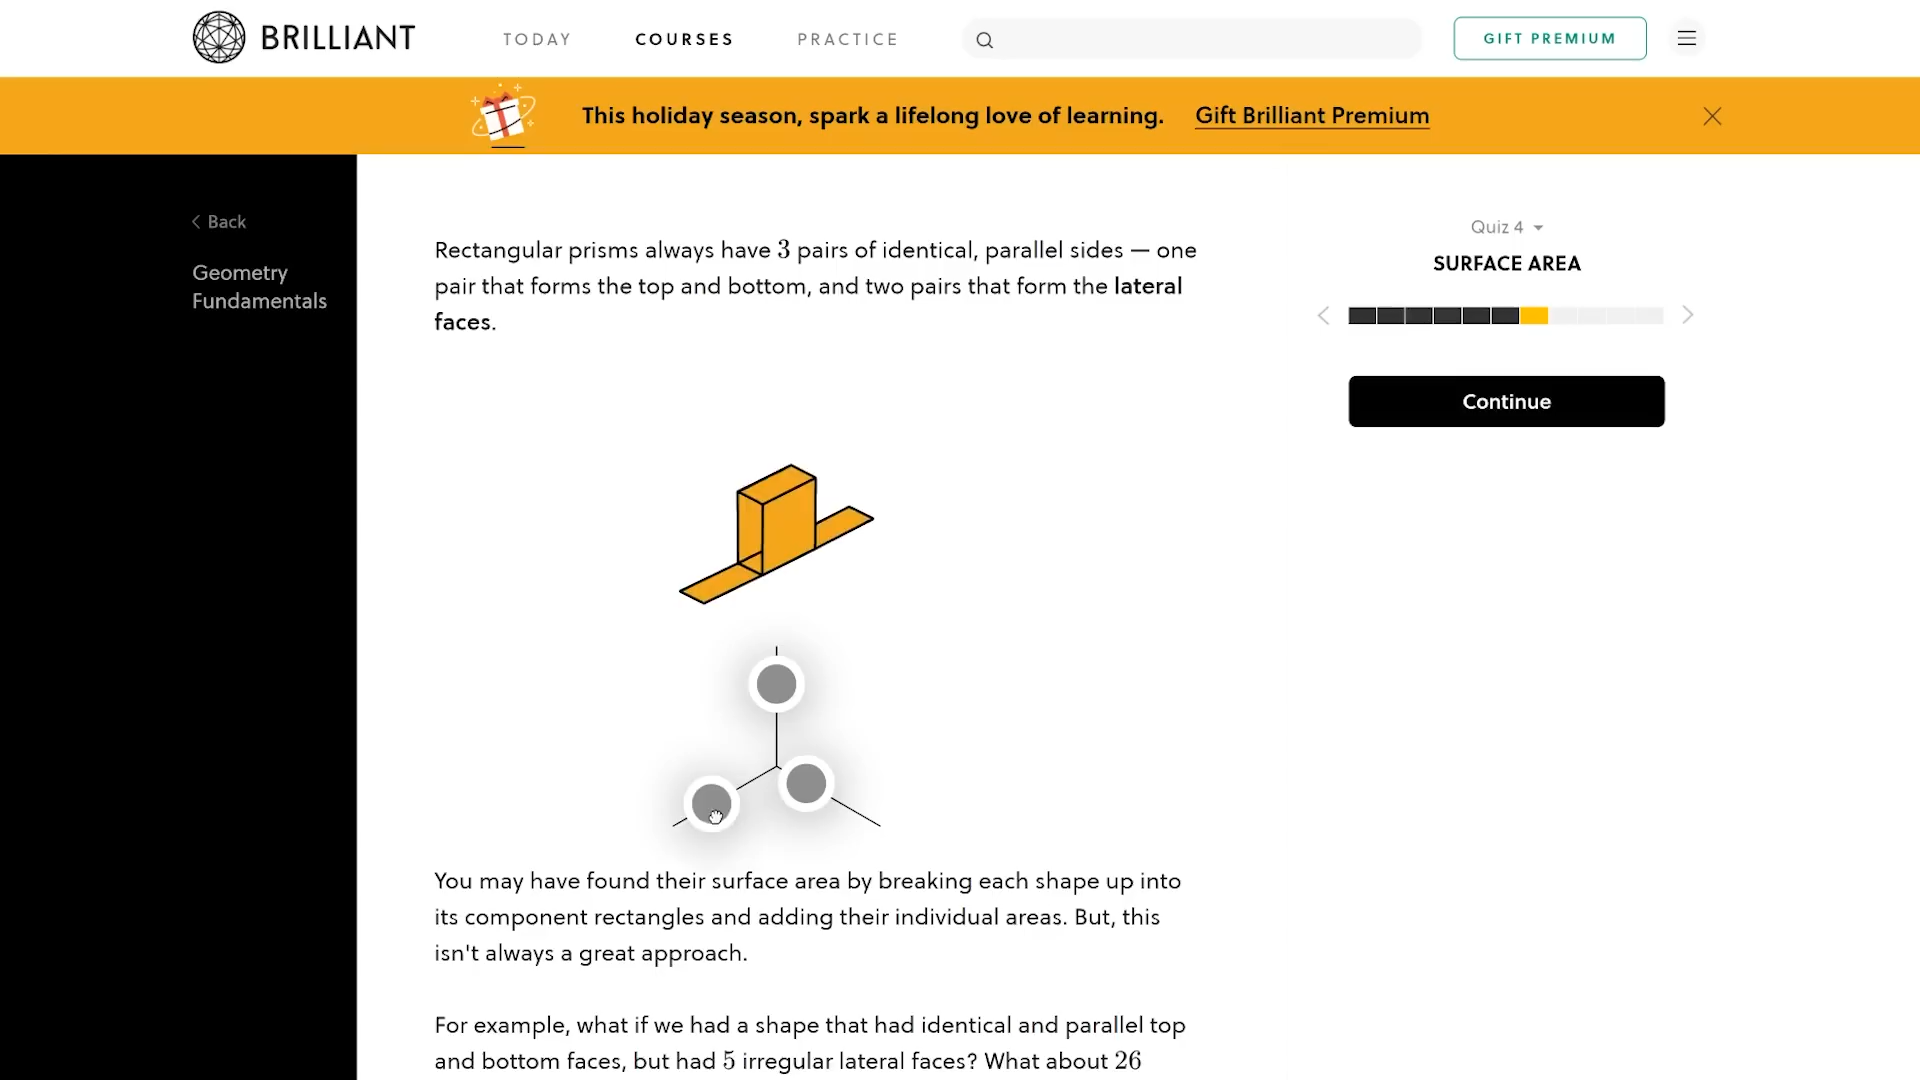 BRILLIANT
TODAY
COURSES
PRACTICE
GIFT PREMIUM
This holiday season, spark a lifelong love of learning. Gift Brilliant Premium
Back
Geometry
Fundamentals
Rectangular prisms always have 3 pairs of identical, parallel sides — one
pair that forms the top and bottom, and two pairs that form the lateral
faces.
Quiz 4
SURFACE AREA
Continue
You may have found their surface area by breaking each shape up into
its component rectangles and adding their individual areas. But, this
isn't always a great approach.
For example, what if we had a shape that had identical and parallel top
and bottom faces, but had 5 irregular lateral faces? What about 26